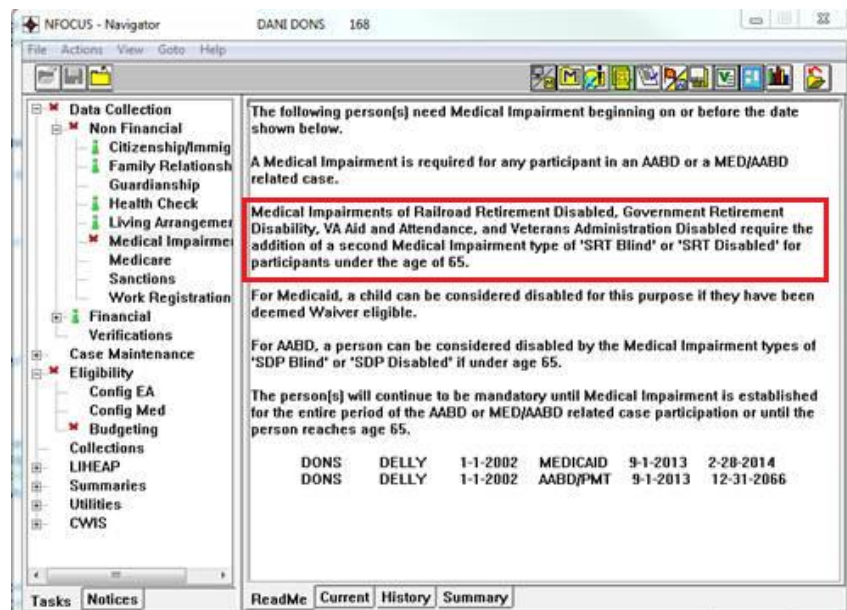 NFOCUS - Navigator DANI DONS 168
File Actions View Goto Help
Data Collection
Non Financial
Citizenship/Immig
Family Relationsh
Guardianship
Health Check
Living Arrangemen
Medical Impairme
Medicare
Sanctions
Work Registration
Financial
Verifications
Case Maintenance
Eligibility
Config EA
Config Med
Budgeting
Collections
LIHEAP
Summaries
Utilities
CWIS
Tasks Notices
The following person(s) need Medical Impairment beginning on or before the date
shown below.
A Medical Impairment is required for any participant in an AABD or a MED/AABD
related case.
Medical Impairments of Railroad Retirement Disabled, Government Retirement
Disability, VA Aid and Attendance, and Veterans Administration Disabled require the
addition of a second Medical Impairment type of 'SRT Blind' or 'SRT Disabled' for
participants under the age of 65.
For Medicaid, a child can be considered disabled for this purpose if they have been
deemed Waiver eligible.
For AABD, a person can be considered disabled by the Medical Impairment types of
'SDP Blind' or 'SDP Disabled' if under age 65.
The person(s) will continue to be mandatory until Medical Impairment is established
for the entire period of the AABD or MED/AABD related case participation or until the
person reaches age 65.
DONS DELLY 1-1-2002 MEDICAID 9-1-2013 2-28-2014
DONS DELLY 1-1-2002 AABD/PMT 9-1-2013 12-31-2066
ReadMe Current History Summary